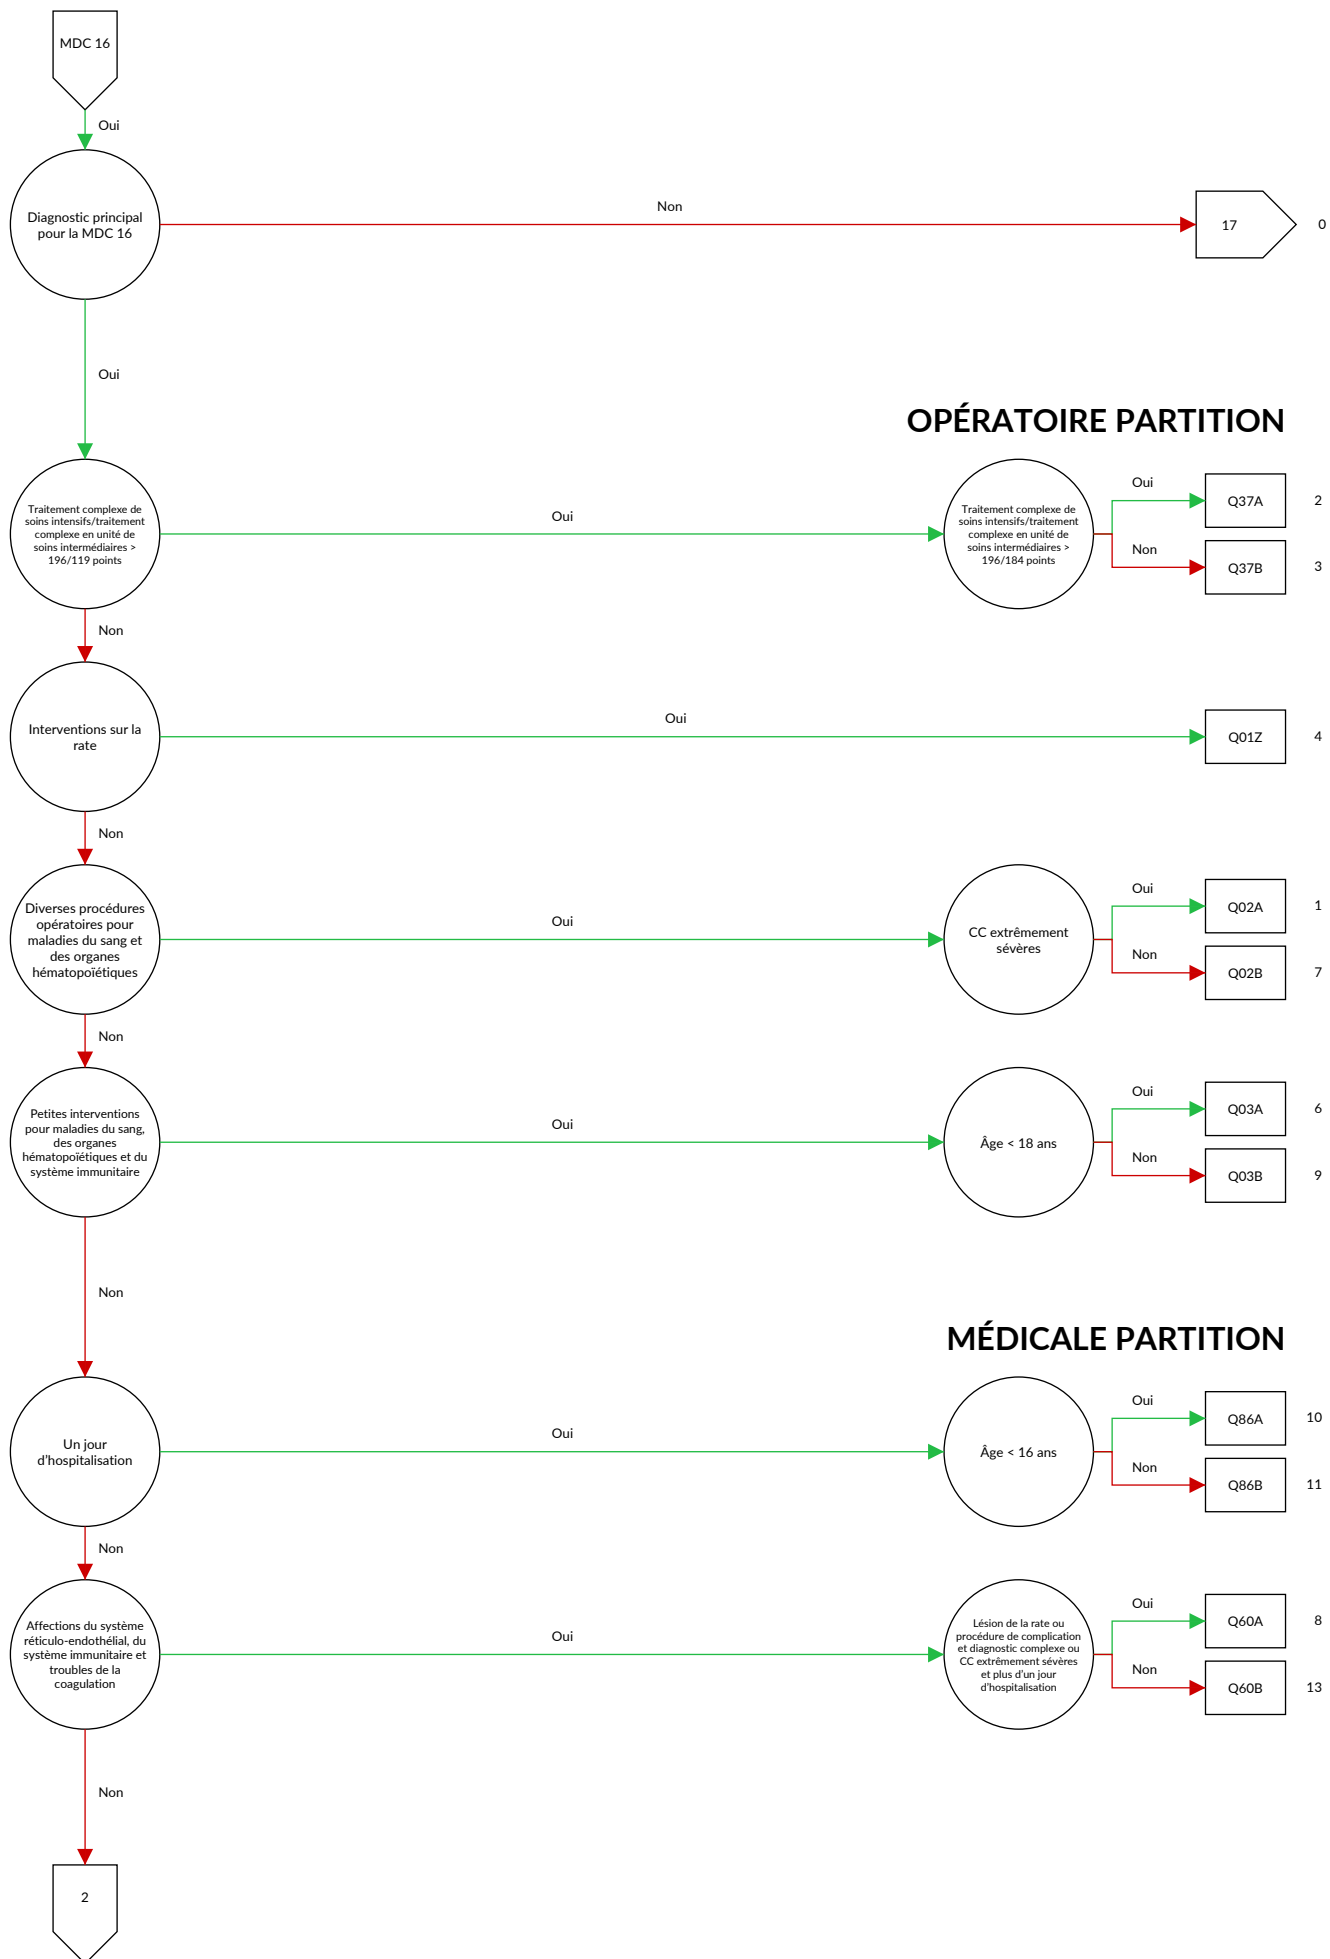 MDC 16
Oui
Diagnostic principal
pour la MDC 16
Non
17
0
Oui
OPÉRATOIRE PARTITION
Traitement complexe de
soins intensifs/traitement
complexe en unité de
soins intermédiaires >
196/119 points
Oui
Traitement complexe de
soins intensifs/traitement
complexe en unité de
soins intermédiaires >
196/184 points
Oui
Q37A
2
Non
Q37B
3
Non
Interventions sur la
rate
Oui
Q01Z
4
Non
Diverses procédures
opératoires pour
maladies du sang et
des organes
hématopoïétiques
Oui
CC extrêmement
sévères
Oui
Q02A
1
Non
Q02B
7
Non
Petites interventions
pour maladies du sang,
des organes
hématopoïétiques et du
système immunitaire
Oui
Âge < 18 ans
Oui
Q03A
6
Non
Q03B
9
Non
MÉDICALE PARTITION
Un jour
d'hospitalisation
Oui
Âge < 16 ans
Oui
Q86A
10
Non
Q86B
11
Non
Affections du système
réticulo-endothélial, du
système immunitaire et
troubles de la
coagulation
Oui
Lésion de la rate ou
procédure de complication
et diagnostic complexe ou
CC extrêmement sévères
et plus d'un jour
d'hospitalisation
Oui
Q60A
8
Non
Q60B
13
Non
2